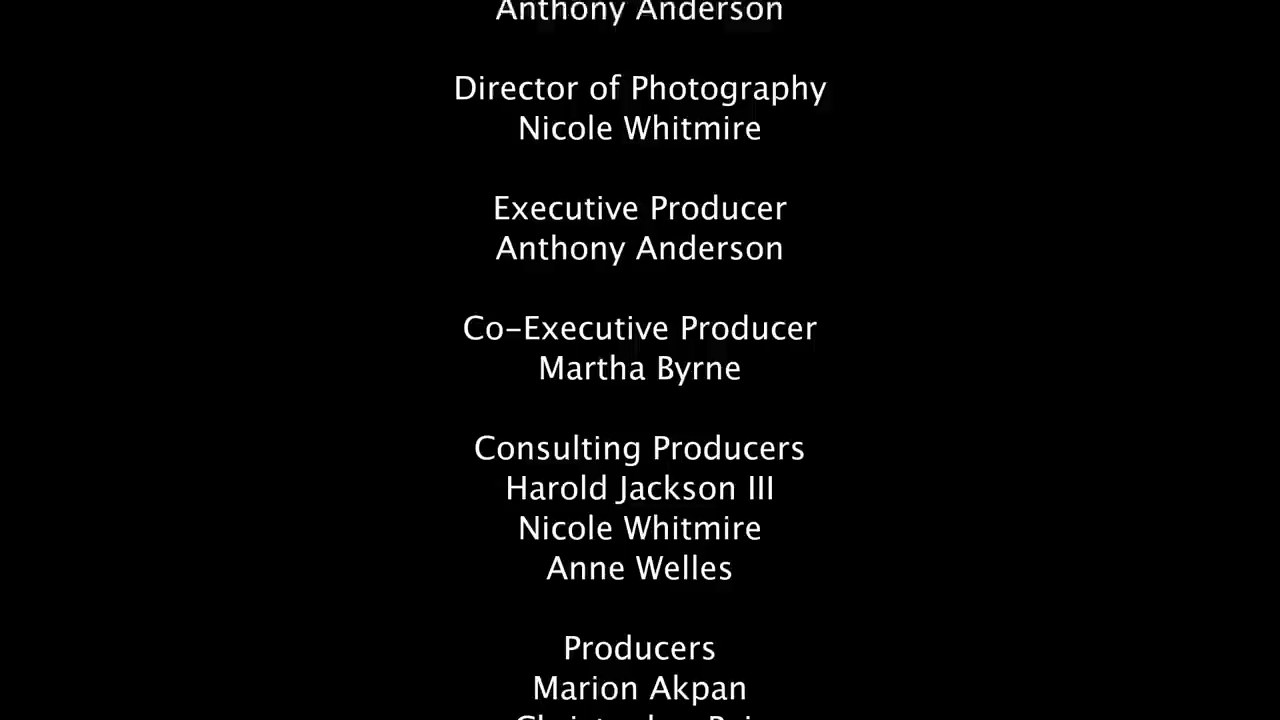 Anthony Anderson
Director of Photography
Nicole Whitmire
Executive Producer
Anthony Anderson
Co-Executive Producer
Martha Byrne
Consulting Producers
Harold Jackson III
Nicole Whitmire
Anne Welles
Producers
Marion Akpan